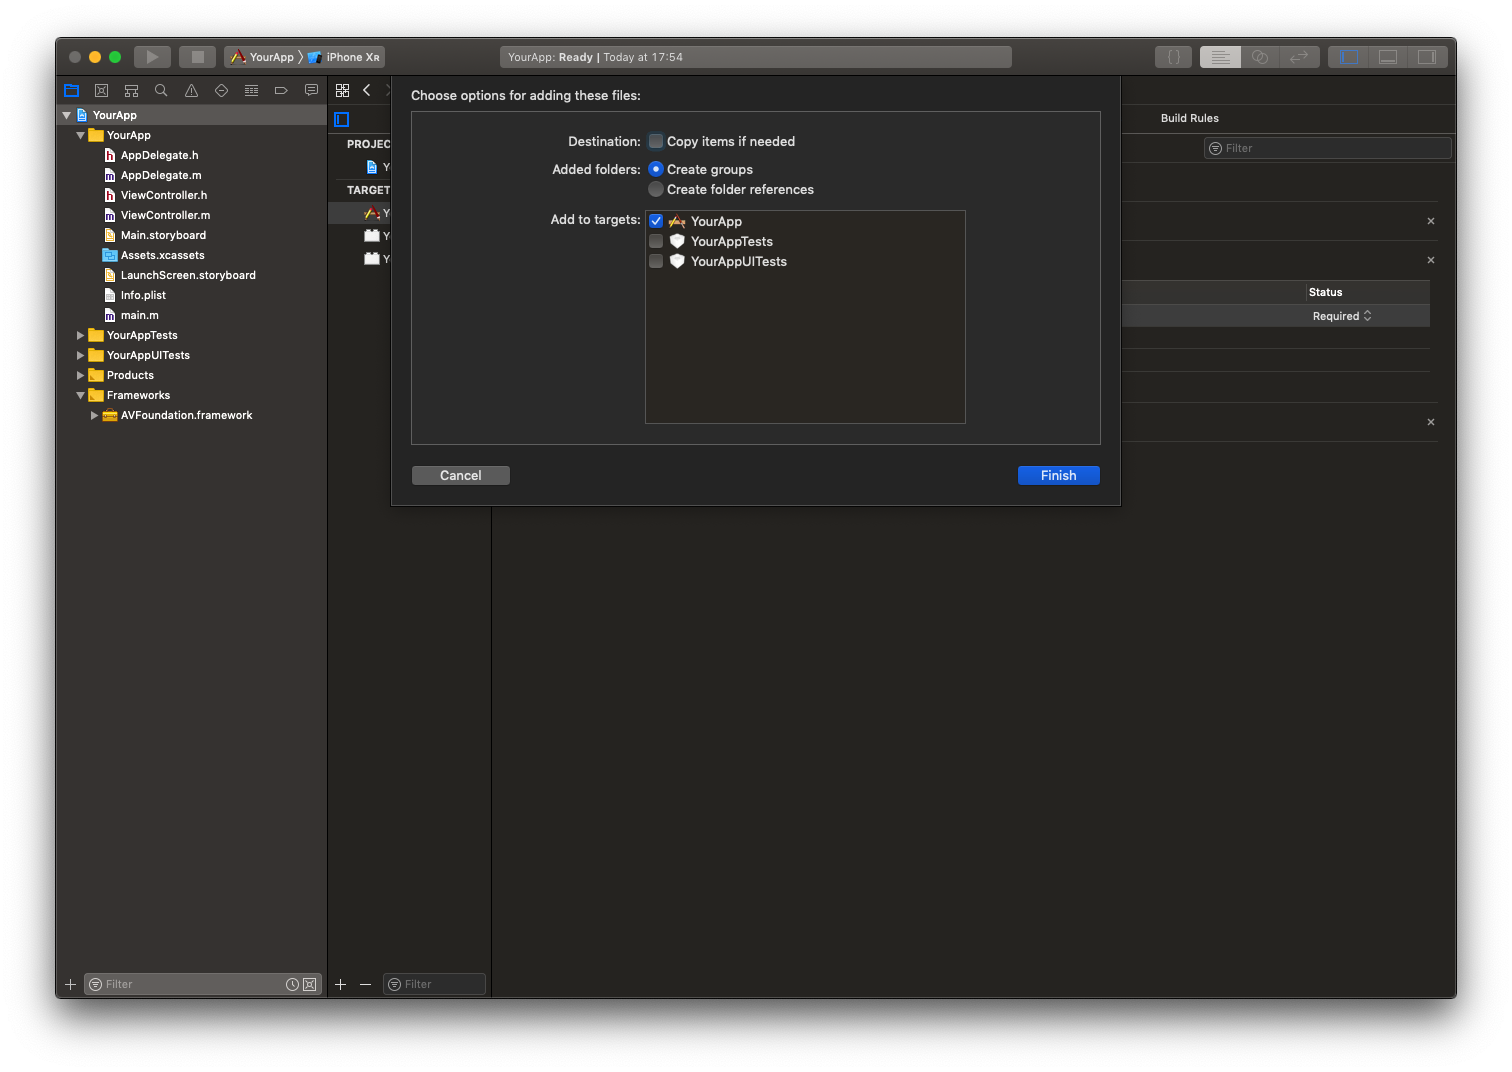 YourApp
iPhone XR
YourApp: Ready | Today at 17:54
YourApp
YourApp
AppDelegate.h
AppDelegate.m
ViewController.h
ViewController.m
Main.storyboard
Assets.xcassets
LaunchScreen.storyboard
Info.plist
main.m
YourAppTests
YourAppUITests
Products
Frameworks
AVFoundation.framework
Filter
PROJEC
Y
TARGET
Y
Y
Y
Filter
Choose options for adding these files:
Destination: Copy items if needed
Added folders: Create groups
Create folder references
Add to targets: YourApp
YourAppTests
YourAppUITests
Cancel
Finish
Build Rules
Filter
Status
Required